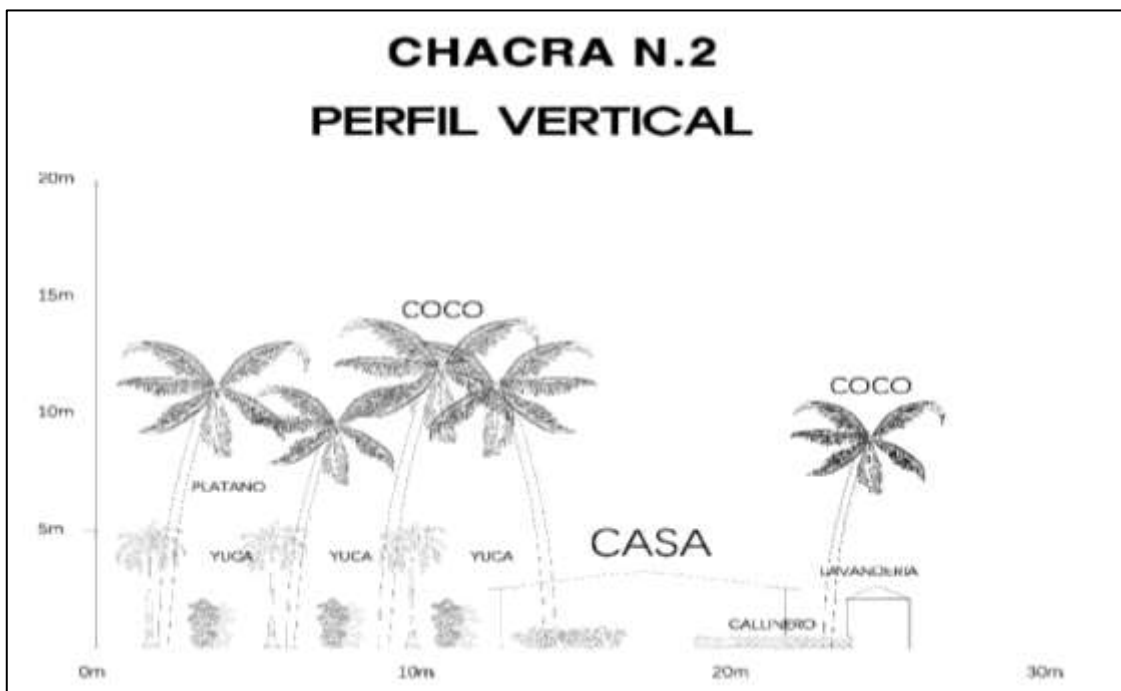 CHACRA N.2
PERFIL VERTICAL
20m
15m
COCO
COCO
10m
PLATANO
5m
YUCA
YUCA
YUCA
CASA
LAVANDERIA
GALLINERO
0m
10m
20m
30m